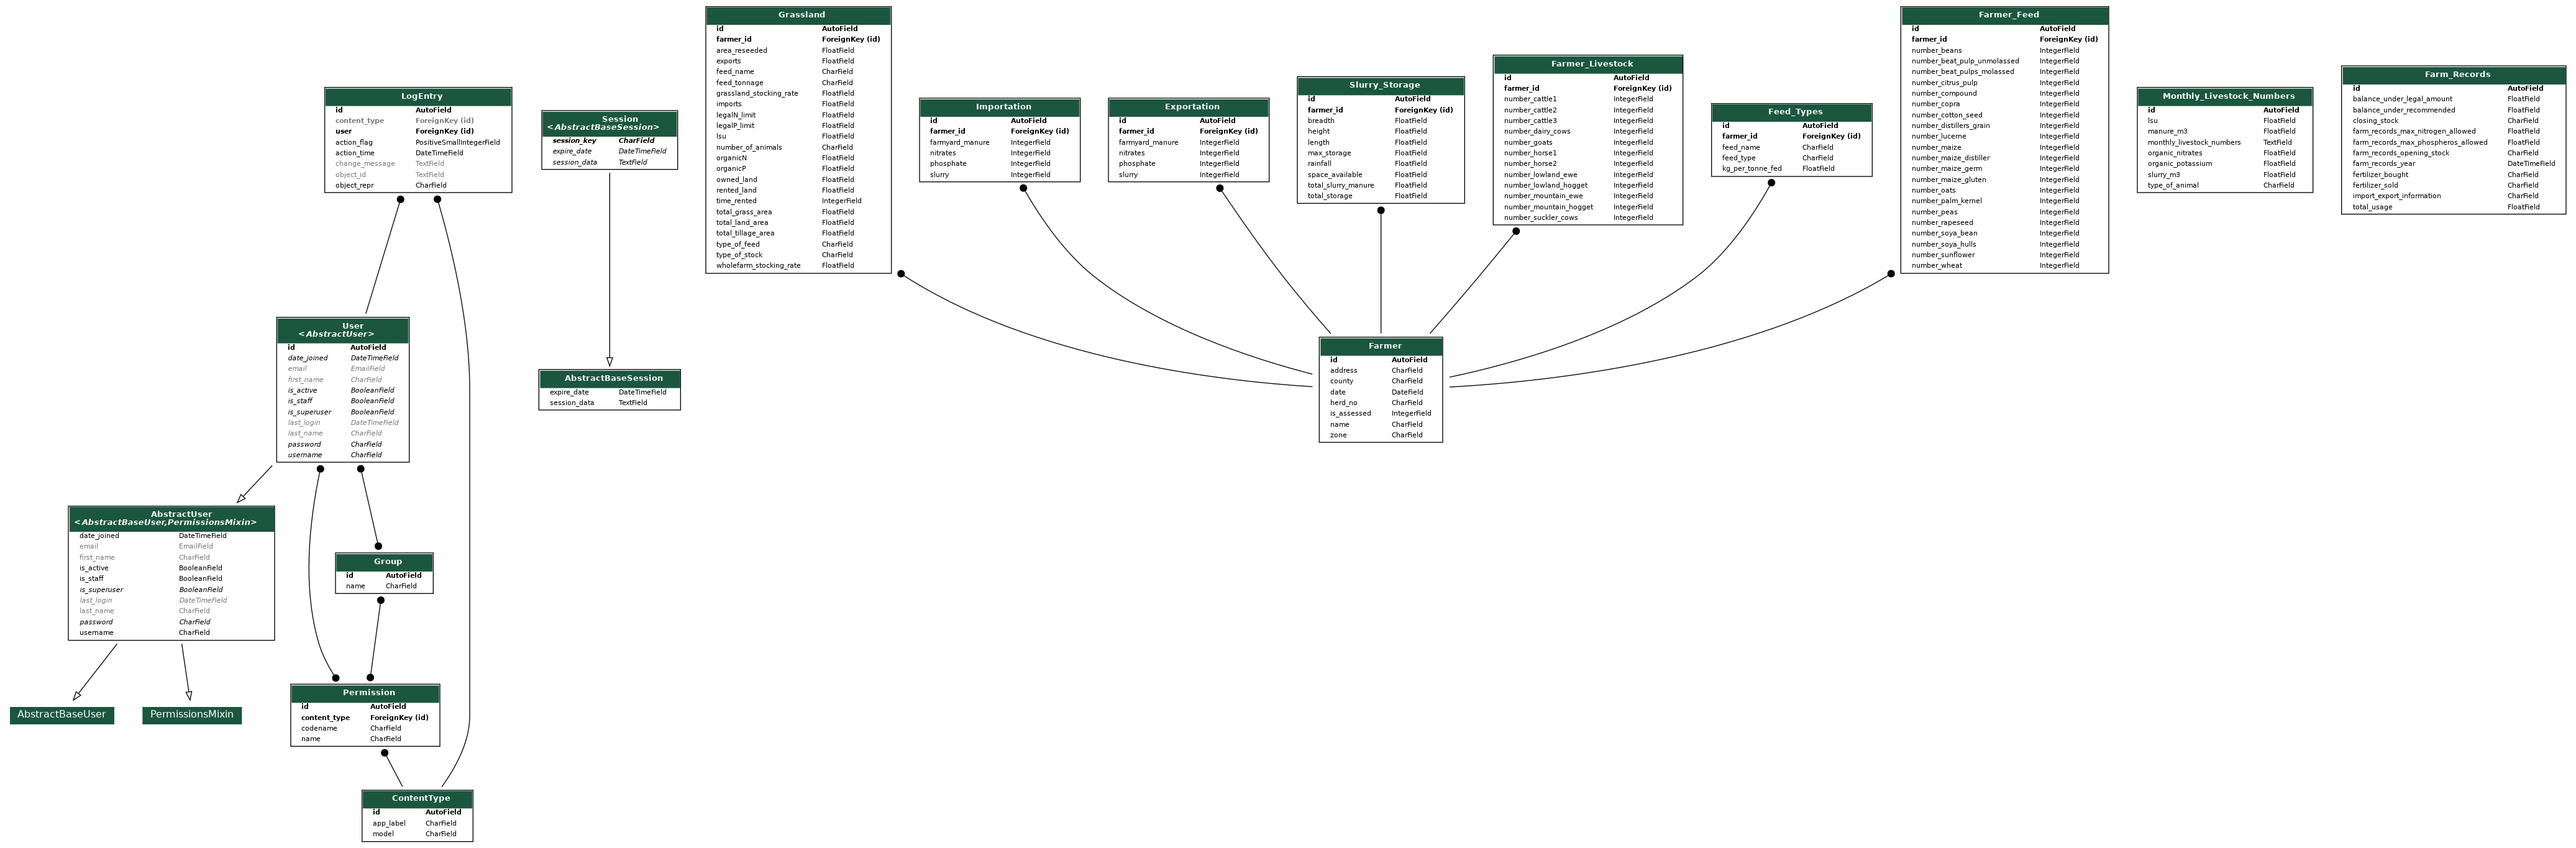 Grassland
id AutoField
farmer_id ForeignKey (id)
area_reseeded FloatField
exports FloatField
feed_name CharField
feed_tonnage CharField
grassland_stocking_rate FloatField
imports FloatField
legalN_limit FloatField
legalP_limit FloatField
lsu FloatField
number_of_animals CharField
organicN FloatField
organicP FloatField
owned_land FloatField
rented_land FloatField
time_rented IntegerField
total_grass_area FloatField
total_land_area FloatField
total_tillage_area FloatField
type_of_feed CharField
type_of_stock CharField
wholefarm_stocking_rate FloatField
Farmer_Feed
id AutoField
farmer_id ForeignKey (id)
number_beans IntegerField
number_beat_pulp_unmolassed IntegerField
number_beat_pulps_molassed IntegerField
number_citrus_pulp IntegerField
number_compound IntegerField
number_copra IntegerField
number_cotton_seed IntegerField
number_distillers_grain IntegerField
number_luceme IntegerField
number_maize IntegerField
number_maize_distiller IntegerField
number_maize_germ IntegerField
number_maize_gluten IntegerField
number_oats IntegerField
number_palm_kernel IntegerField
number_peas IntegerField
number_rapeseed IntegerField
number_soya_bean IntegerField
number_soya_hulls IntegerField
number_sunflower IntegerField
number_wheat IntegerField
LogEntry
id AutoField
content_type ForeignKey (id)
user ForeignKey (id)
action_flag PositiveSmallIntegerField
action_time DateTimeField
change_message TextField
object_id TextField
object_repr CharField
Session
<AbstractBaseSession>
session_key CharField
expire_date DateTimeField
session_data TextField
Importation
id AutoField
farmer_id ForeignKey (id)
farmyard_manure IntegerField
nitrates IntegerField
phosphate IntegerField
slurry IntegerField
Exportation
id AutoField
farmer_id ForeignKey (id)
farmyard_manure IntegerField
nitrates IntegerField
phosphate IntegerField
slurry IntegerField
Slurry_Storage
id AutoField
farmer_id ForeignKey (id)
breadth FloatField
height FloatField
length FloatField
max_storage FloatField
rainfall FloatField
space_available FloatField
total_slurry_manure FloatField
total_storage FloatField
Farmer_Livestock
id AutoField
farmer_id ForeignKey (id)
number_cattle1 IntegerField
number_cattle2 IntegerField
number_cattle3 IntegerField
number_dairy_cows IntegerField
number_goats IntegerField
number_horse1 IntegerField
number_horse2 IntegerField
number_lowland_ewe IntegerField
number_lowland_hogget IntegerField
number_mountain_ewe IntegerField
number_mountain_hogget IntegerField
number_suckler_cows IntegerField
Feed_Types
id AutoField
farmer_id ForeignKey (id)
feed_name CharField
feed_type CharField
kg_per_tonne_fed FloatField
Monthly_Livestock_Numbers
id AutoField
lsu FloatField
manure_m3 FloatField
monthly_livestock_numbers TextField
organic_nitrates FloatField
organic_potassium FloatField
slurry_m3 FloatField
type_of_animal CharField
Farm_Records
id AutoField
balance_under_legal_amount FloatField
balance_under_recommended FloatField
closing_stock CharField
farm_records_max_nitrogen_allowed FloatField
farm_records_max_phospheros_allowed FloatField
farm_records_opening_stock CharField
farm_records_year DateTimeField
fertilizer_bought CharField
fertilizer_sold CharField
import_export_information CharField
total_usage FloatField
User
<AbstractUser>
id AutoField
date_joined DateTimeField
email EmailField
first_name CharField
is_active BooleanField
is_staff BooleanField
is_superuser BooleanField
last_login DateTimeField
last_name CharField
password CharField
username CharField
AbstractBaseSession
expire_date DateTimeField
session_data TextField
Farmer
id AutoField
address CharField
county CharField
date DateField
herd_no CharField
is_assessed IntegerField
name CharField
zone CharField
AbstractUser
<AbstractBaseUser,PermissionsMixin>
date_joined DateTimeField
email EmailField
first_name CharField
is_active BooleanField
is_staff BooleanField
is_superuser BooleanField
last_login DateTimeField
last_name CharField
password CharField
username CharField
Group
id AutoField
name CharField
AbstractBaseUser
PermissionsMixin
Permission
id AutoField
content_type ForeignKey (id)
codename CharField
name CharField
ContentType
id AutoField
app_label CharField
model CharField